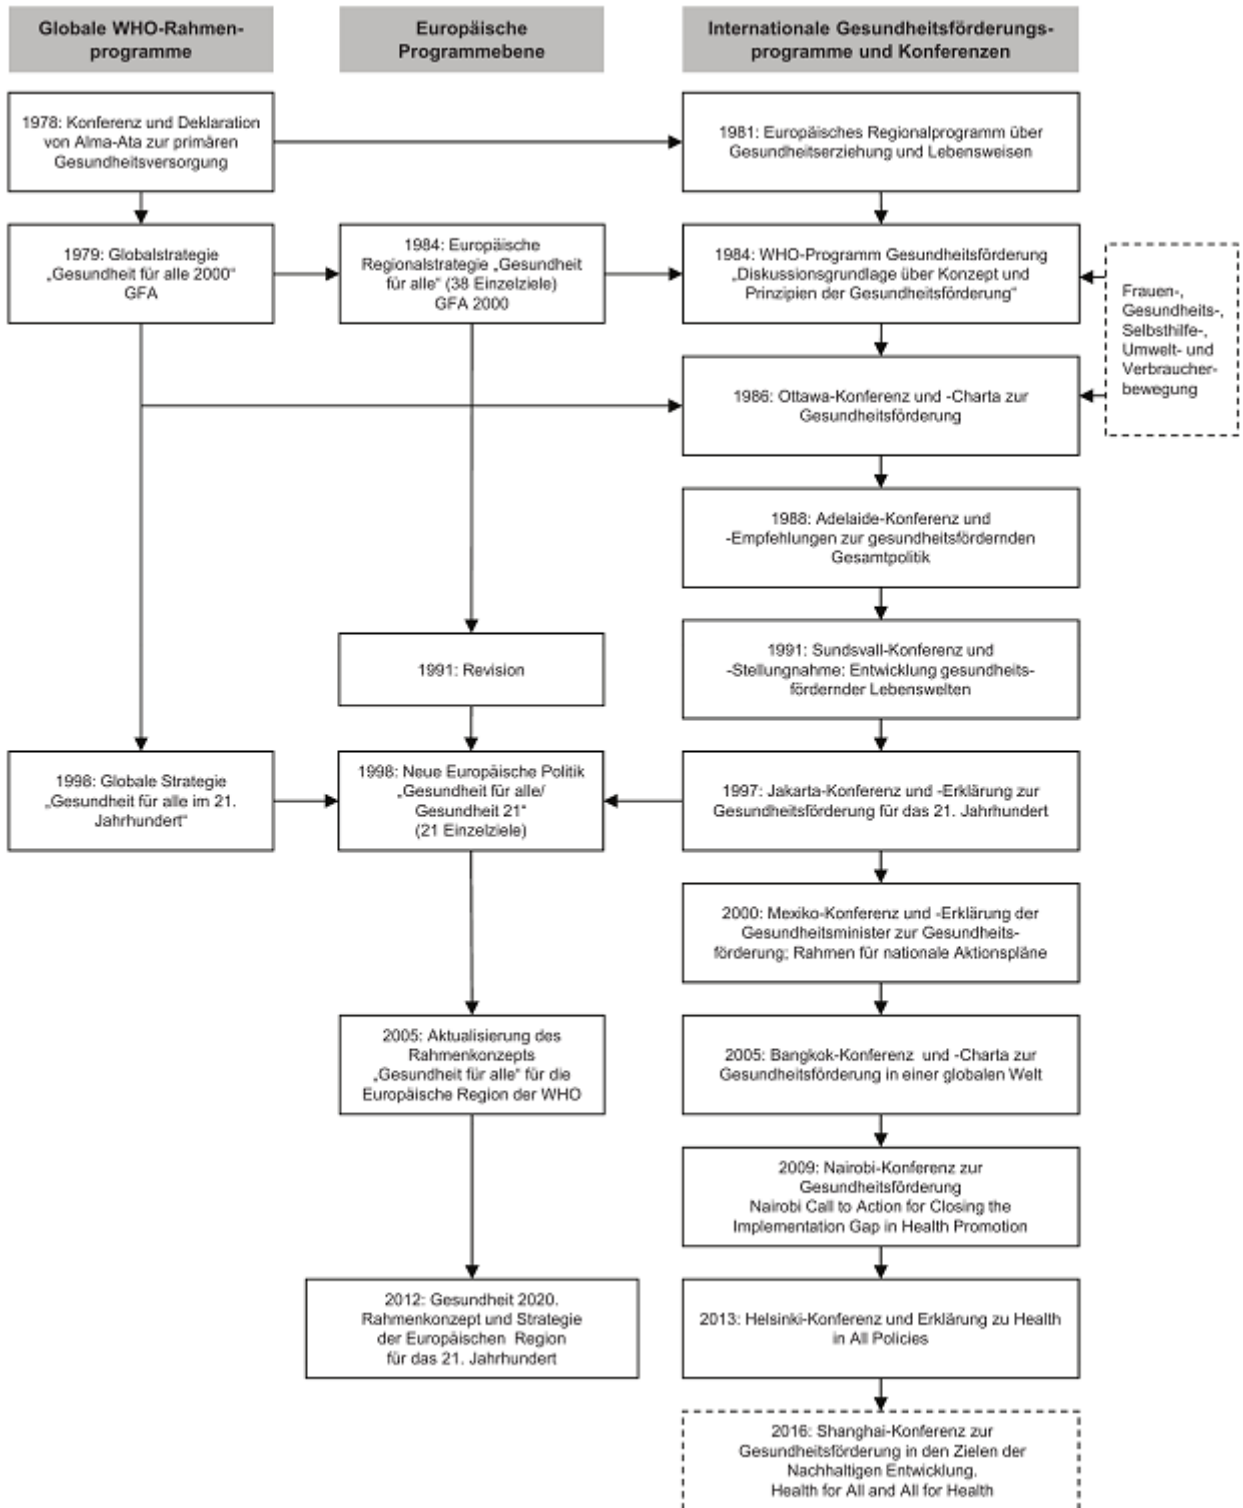 Globale WHO-Rahmen-
programme
Europäische
Programmebene
Internationale Gesundheitsförderungs-
programme und Konferenzen
1978: Konferenz und Deklaration
von Alma-Ata zur primären
Gesundheitsversorgung
1981: Europäisches Regionalprogramm über
Gesundheitserziehung und Lebensweisen
1979: Globalstrategie
„Gesundheit für alle 2000“
GFA
1984: Europäische
Regionalstrategie „Gesundheit
für alle“ (38 Einzelziele)
GFA 2000
1984: WHO-Programm Gesundheitsförderung
„Diskussionsgrundlage über Konzept und
Prinzipien der Gesundheitsförderung“
Frauen-,
Gesundheits-,
Selbsthilfe-,
Umwelt- und
Verbraucher-
bewegung
1986: Ottawa-Konferenz und -Charta zur
Gesundheitsförderung
1988: Adelaide-Konferenz und
-Empfehlungen zur gesundheitsfördernden
Gesamtpolitik
1991: Revision
1991: Sundsvall-Konferenz und
-Stellungnahme: Entwicklung gesundheits-
fördernder Lebenswelten
1998: Globale Strategie
„Gesundheit für alle im 21.
Jahrhundert“
1998: Neue Europäische Politik
„Gesundheit für alle/
Gesundheit 21“
(21 Einzelziele)
1997: Jakarta-Konferenz und -Erklärung zur
Gesundheitsförderung für das 21. Jahrhundert
2000: Mexiko-Konferenz und -Erklärung der
Gesundheitsminister zur Gesundheits-
förderung; Rahmen für nationale Aktionspläne
2005: Aktualisierung des
Rahmenkonzepts
„Gesundheit für alle“ für die
Europäische Region der WHO
2005: Bangkok-Konferenz und -Charta zur
Gesundheitsförderung in einer globalen Welt
2009: Nairobi-Konferenz zur
Gesundheitsförderung
Nairobi Call to Action for Closing the
Implementation Gap in Health Promotion
2012: Gesundheit 2020.
Rahmenkonzept und Strategie
der Europäischen Region
für das 21. Jahrhundert
2013: Helsinki-Konferenz und Erklärung zu Health
in All Policies
2016: Shanghai-Konferenz zur
Gesundheitsförderung in den Zielen der
Nachhaltigen Entwicklung.
Health for All and All for Health